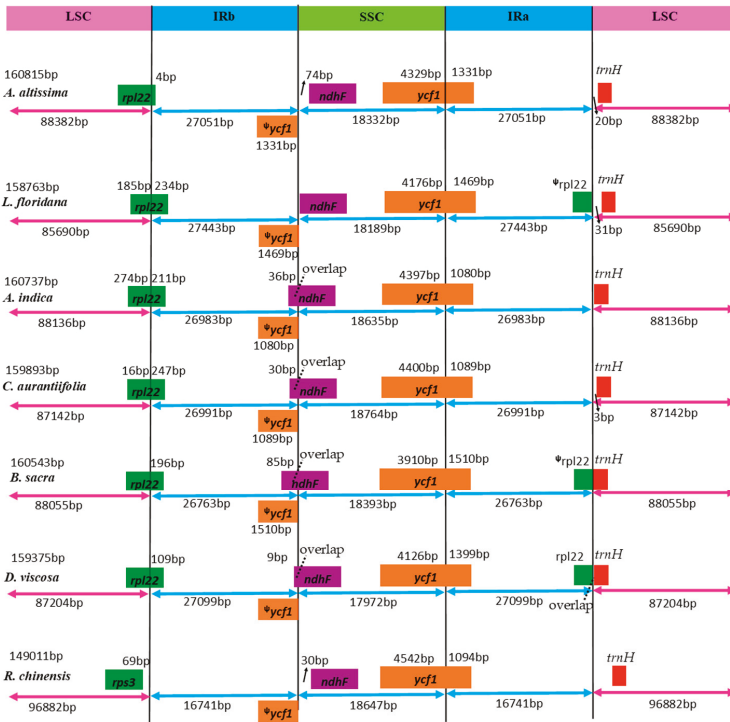 LSC IRb SSC IRa LSC
160815bp 4bp 74bp 4329bp 1331bp trnH
A. altissima rpl22 ndhF ycf1
88382bp 27051bp ψycf1 18332bp 27051bp 20bp 88382bp
1331bp
158763bp 185bp 234bp 4176bp 1469bp ψrpl22 trnH
L. floridana rpl22 ndhF ycf1
85690bp 27443bp ψycf1 18189bp 27443bp 31bp 85690bp
1469bp
overlap
160737bp 274bp 211bp 36bp 4397bp 1080bp trnH
A. indica rpl22 ndhF ycf1
88136bp 26983bp ψycf1 18635bp 26983bp 88136bp
1080bp
overlap
159893bp 16bp 247bp 30bp 4400bp 1089bp trnH
C. aurantiifolia rpl22 ndhF ycf1
87142bp 26991bp ψycf1 18764bp 26991bp 3bp 87142bp
1089bp
overlap
160543bp 196bp 85bp 3910bp 1510bp ψrpl22 trnH
B. sacra rpl22 ndhF ycf1
88055bp 26763bp ψycf1 18393bp 26763bp 88055bp
1510bp
overlap
159375bp 109bp 9bp 4126bp 1399bp rpl22 trnH
D. viscosa rpl22 ndhF ycf1
87204bp 27099bp ψycf1 17972bp 27099bp 87204bp
overlap
149011bp 69bp 30bp 4542bp 1094bp trnH
R. chinensis rps3 ndhF ycf1
96882bp 16741bp ψycf1 18647bp 16741bp 96882bp